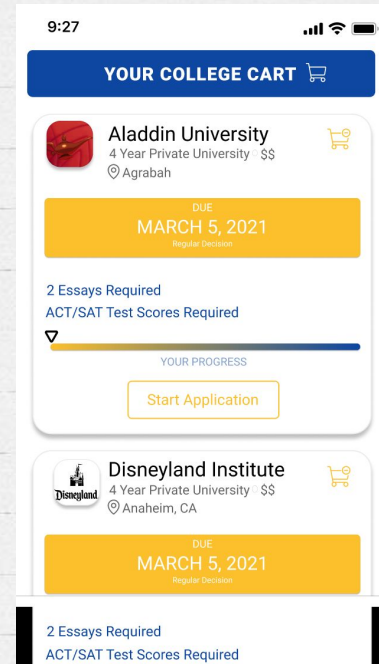 9:27
YOUR COLLEGE CART
Aladdin University
4 Year Private University $$
Agrabah
DUE
MARCH 5, 2021
Regular Decision
2 Essays Required
ACT/SAT Test Scores Required
YOUR PROGRESS
Start Application
Disneyland Institute
Disneyland
4 Year Private University $$
Anaheim, CA
DUE
MARCH 5, 2021
Regular Decision
2 Essays Required
ACT/SAT Test Scores Required